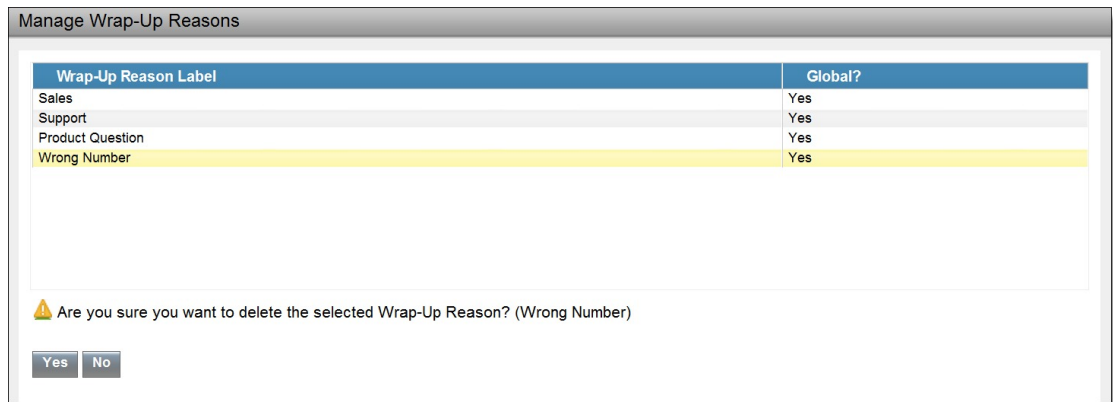 Manage Wrap-Up Reasons
Wrap-Up Reason Label Global?
Sales Yes
Support Yes
Product Question Yes
Wrong Number Yes
Are you sure you want to delete the selected Wrap-Up Reason? (Wrong Number)
Yes No